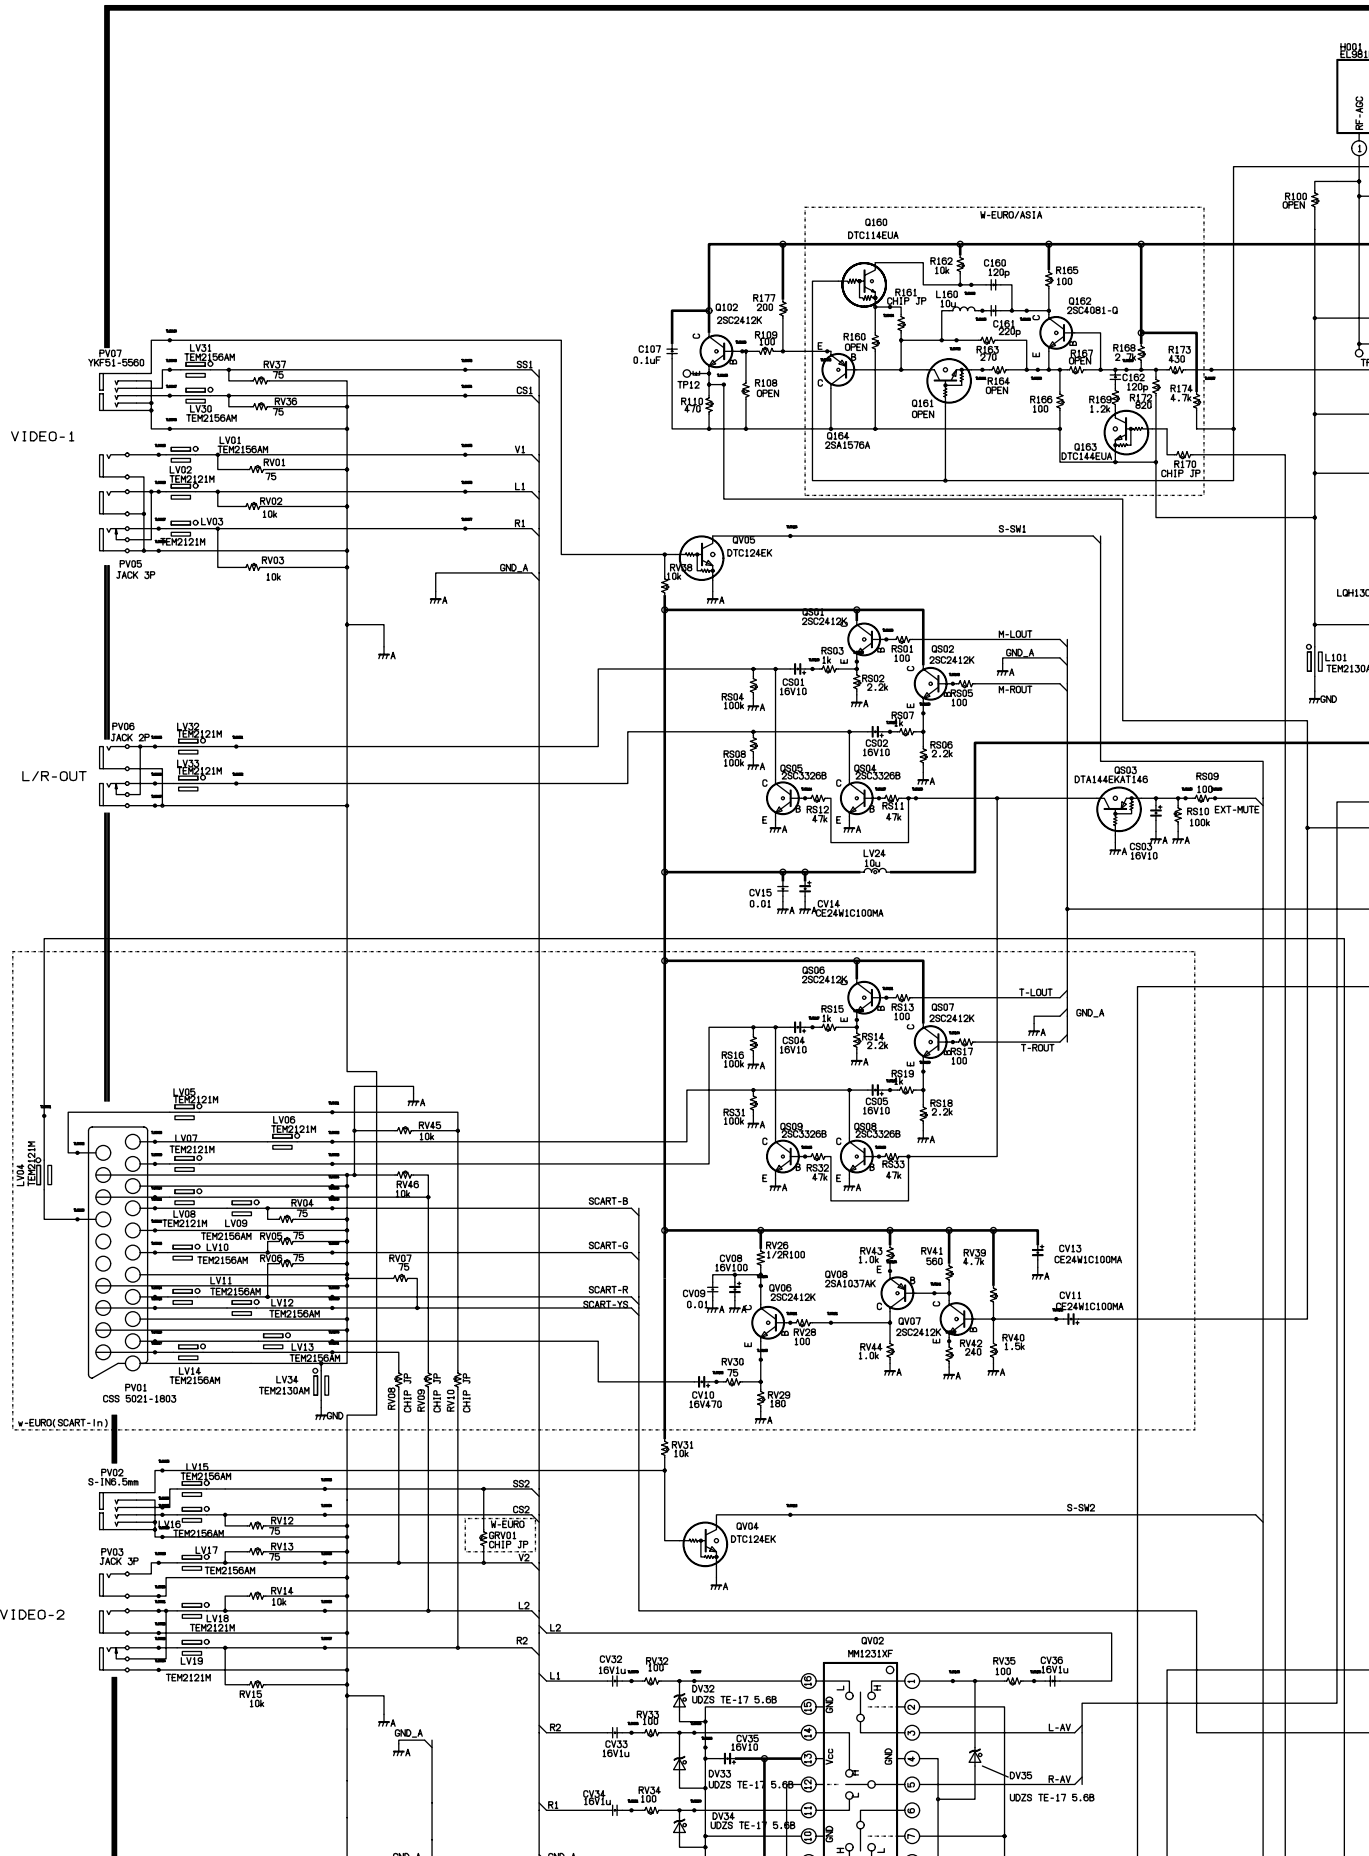 H001
RF-AGC
1
R100
OPEN
W-EURO/ASIA
Q160
DTC114EUA
R162
10k
C160
120p
R165
100
R161
CHIP JP
L160
10u
Q162
2SC4081-Q
C161
220p
R177
200
Q102
2SC2412K
R109
100
C107
0.1uF
TP12
R108
OPEN
R110
470
R160
OPEN
R163
270
R164
OPEN
R167
OPEN
R168
2.7k
R173
430
C162
120p
R174
4.7k
R169
1.2k
R172
820
R166
100
Q161
OPEN
Q164
2SA1576A
Q163
DTC144EUA
R170
CHIP JP
PV07
YKF51-5560
LV31
TEM2156AM
RV37
75
SS1
LV30
TEM2156AM
RV36
75
CS1
VIDEO-1
LV01
TEM2156AM
RV01
75
V1
LV02
TEM2121M
RV02
10k
L1
LV03
TEM2121M
RV03
10k
R1
PV05
JACK 3P
GND_A
A
A
QV05
DTC124EK
RV38
10k
A
S-SW1
QS01
2SC2412K
RS03
1k
RS01
100
M-LOUT
GND_A
A
QS02
2SC2412K
CS01
16V10
RS02
2.2k
A
RS04
100k
A
RS05
100
M-ROUT
RS07
1k
CS02
16V10
RS06
2.2k
A
RS08
100k
A
L101
GND
PV06
JACK 2P
LV32
TEM2121M
LV33
TEM2121M
L/R-OUT
QS05
2SC3326B
QS04
2SC3326B
RS12
47k
RS11
47k
A
A
QS03
DTA144EKAT146
RS09
100
RS10
100k
EXT-MUTE
CS03
16V10
A
A
A
LV24
10u
CV15
0.01
CV14
CE24W1C100MA
A
A
QS06
2SC2412K
RS15
1k
RS13
100
T-LOUT
GND_A
A
QS07
2SC2412K
CS04
16V10
RS14
2.2k
A
RS16
100k
A
RS17
100
T-ROUT
RS19
1k
CS05
16V10
RS18
2.2k
A
RS31
100k
A
QS09
2SC3326B
QS08
2SC3326B
RS32
47k
RS33
47k
A
A
LV04
TEM2121M
LV05
TEM2121M
A
LV06
TEM2121M
RV45
10k
LV07
TEM2121M
RV46
10k
LV08
TEM2121M
LV09
TEM2156AM
RV04
75
SCART-B
RV05
75
LV10
TEM2156AM
SCART-G
RV06
75
RV07
75
LV11
TEM2156AM
SCART-R
LV12
TEM2156AM
SCART-YS
LV13
TEM2156AM
LV14
TEM2156AM
LV34
TEM2130AM
GND
PV01
CSS 5021-1803
RV08
CHIP JP
RV09
CHIP JP
RV10
CHIP JP
w-EURO(SCART-In)
RV26
1/2R100
CV08
16V100
CV09
0.01
A
A
QV06
2SC2412K
QV08
2SA1037AK
RV43
1.0k
RV41
560
RV39
4.7k
CV13
CE24W1C100MA
A
CV11
CE24W1C100MA
QV07
2SC2412K
RV28
100
RV44
1.0k
RV42
240
RV40
1.5k
A
A
A
RV30
75
CV10
16V470
RV29
180
A
RV31
10k
PV02
S-IN6.5mm
LV15
TEM2156AM
SS2
LV16
TEM2156AM
RV12
75
CS2
W-EURO
GRV01
CHIP JP
PV03
JACK 3P
LV17
TEM2156AM
RV13
75
V2
RV14
10k
VIDEO-2
LV18
TEM2121M
L2
LV19
TEM2121M
R2
RV15
10k
A
GND_A
A
QV04
DTC124EK
A
S-SW2
L2
QV02
MM1231XF
L1
CV32
16V1u
RV32
100
DV32
UDZS TE-17 5.6B
RV35
100
CV36
16V1u
R2
CV33
16V1u
RV33
100
DV33
UDZS TE-17 5.6B
CV35
16V10
L-AV
R-AV
DV35
UDZS TE-17 5.6B
R1
CV34
16V1u
RV34
100
DV34
UDZS TE-17 5.6B
16
15
GND
14
13
Vcc
12
11
10
GND
1
2
3
4
GND
5
6
7
L
H
H
L
H
L